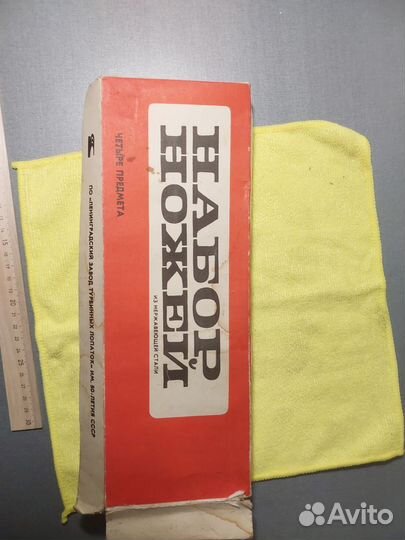 НАБОР
НОЖЕЙ
ИЗ НЕРЖАВЕЮЩЕЙ СТАЛИ
ЧЕТЫРЕ ПРЕДМЕТА
ПО «ЛЕНИНГРАДСКИЙ ЗАВОД ТУРБИННЫХ ЛОПАТОК» ИМ. 50-ЛЕТИЯ СССР
Avito